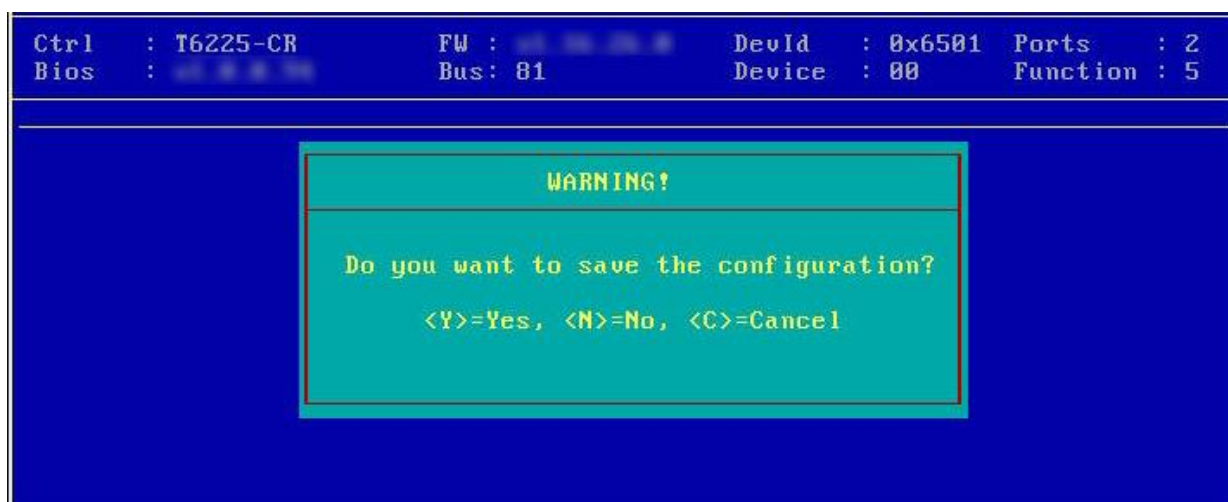 Ctrl : T6225-CR FW : DevId : 0x6501 Ports : 2
Bios : Bus: 81 Device : 00 Function : 5
WARNING!
Do you want to save the configuration?
<Y>=Yes, <N>=No, <C>=Cancel